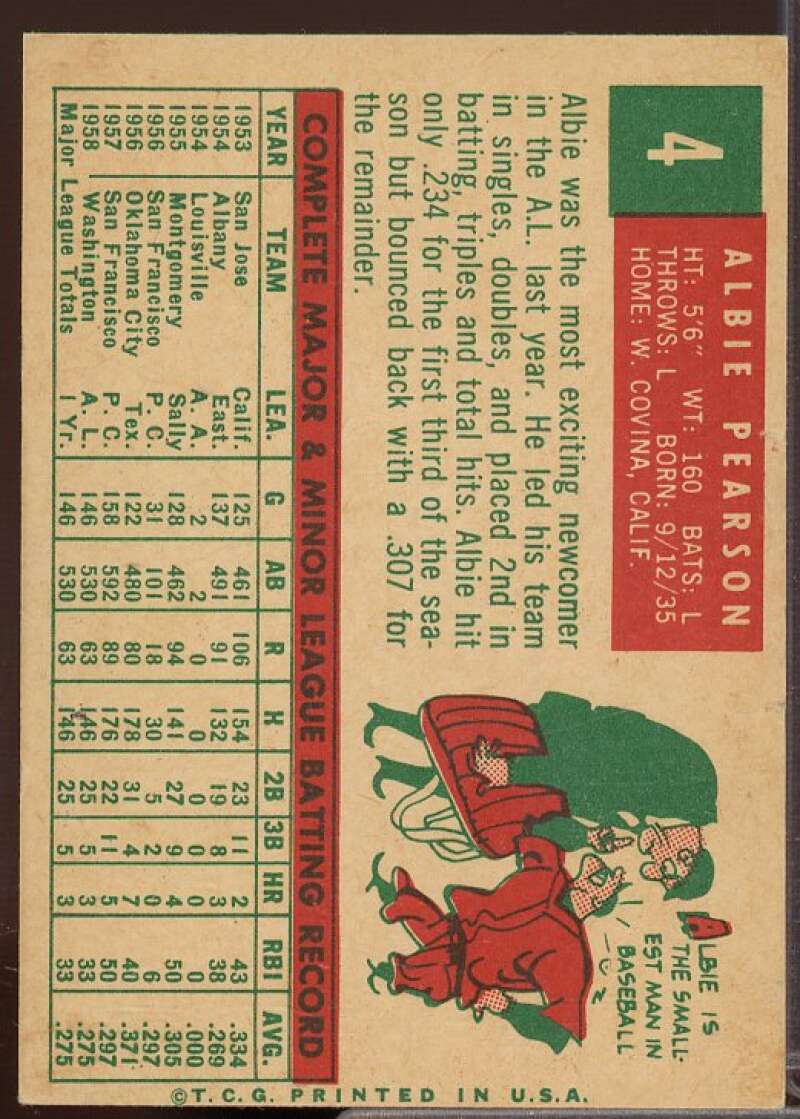 4
ALBIE PEARSON
HT: 5'6" WT: 160 BATS: L
THROWS: L BORN: 9/12/35
HOME: W. COVINA, CALIF.
Albie was the most exciting newcomer
in the A.L. last year. He led his team
in singles, doubles, and placed 2nd in
batting, triples and total hits. Albie hit
only .234 for the first third of the sea-
son but bounced back with a .307 for
the remainder.
ALBIE IS
THE SMALL-
EST MAN IN
BASEBALL
COMPLETE MAJOR & MINOR LEAGUE BATTING RECORD
YEAR TEAM LEA. G AB R H 2B 3B HR RBI AVG.
1953 San Jose Calif. 125 461 106 154 23 11 2 43 .334
1954 Albany East. 137 491 91 132 19 8 3 38 .269
1954 Louisville A. A. 2 2 0 0 0 0 0 0 .000
1955 Montgomery Sally 128 462 94 141 27 9 4 50 .305
1956 San Francisco P. C. 31 101 18 30 5 2 0 6 .297
1956 Oklahoma City Tex. 122 480 80 178 31 4 7 40 .371
1957 San Francisco P. C. 158 592 89 176 22 11 5 50 .297
1958 Washington A. L. 146 530 63 146 25 5 3 33 .275
Major League Totals 1 Yr. 146 530 63 146 25 5 3 33 .275
©T.C.G. PRINTED IN U.S.A.